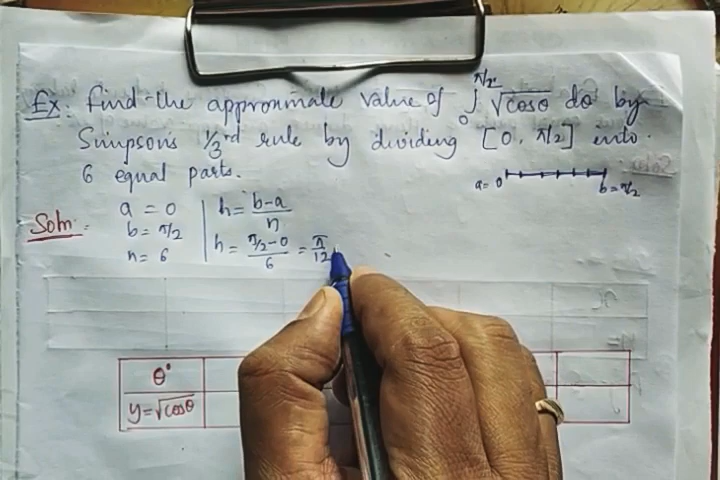 Ex: Find the approximate value of ∫₀^{π/2} √cosθ dθ by
Simpson's 1/3rd rule by dividing [0, π/2] into
6 equal parts.
a=0 b=π/2
Soln:
a = 0
b = π/2
n = 6
h = b-a/n
h = π/2-0/6 = π/12
θ°
y=√cosθ